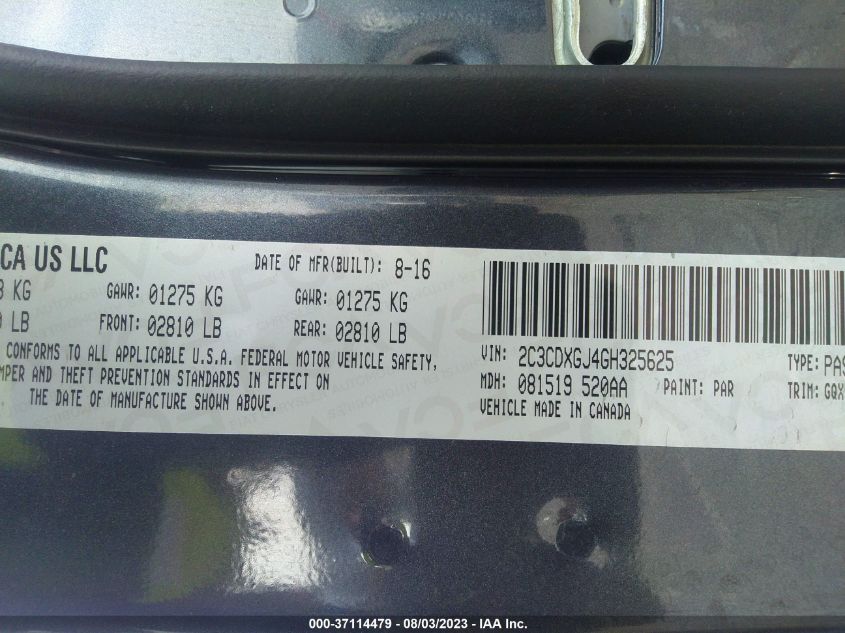 CA US LLC
DATE OF MFR(BUILT): 8-16
KG GAWR: 01275 KG GAWR: 01275 KG
LB FRONT: 02810 LB REAR: 02810 LB
CONFORMS TO ALL APPLICABLE U.S.A. FEDERAL MOTOR VEHICLE SAFETY,
MPER AND THEFT PREVENTION STANDARDS IN EFFECT ON
THE DATE OF MANUFACTURE SHOWN ABOVE.
VIN: 2C3CDXGJ4GH325625 TYPE: PAS
MDH: 081519 520AA PAINT: PAR TRIM: GQX
VEHICLE MADE IN CANADA
000-37114479 - 08/03/2023 - IAA Inc.